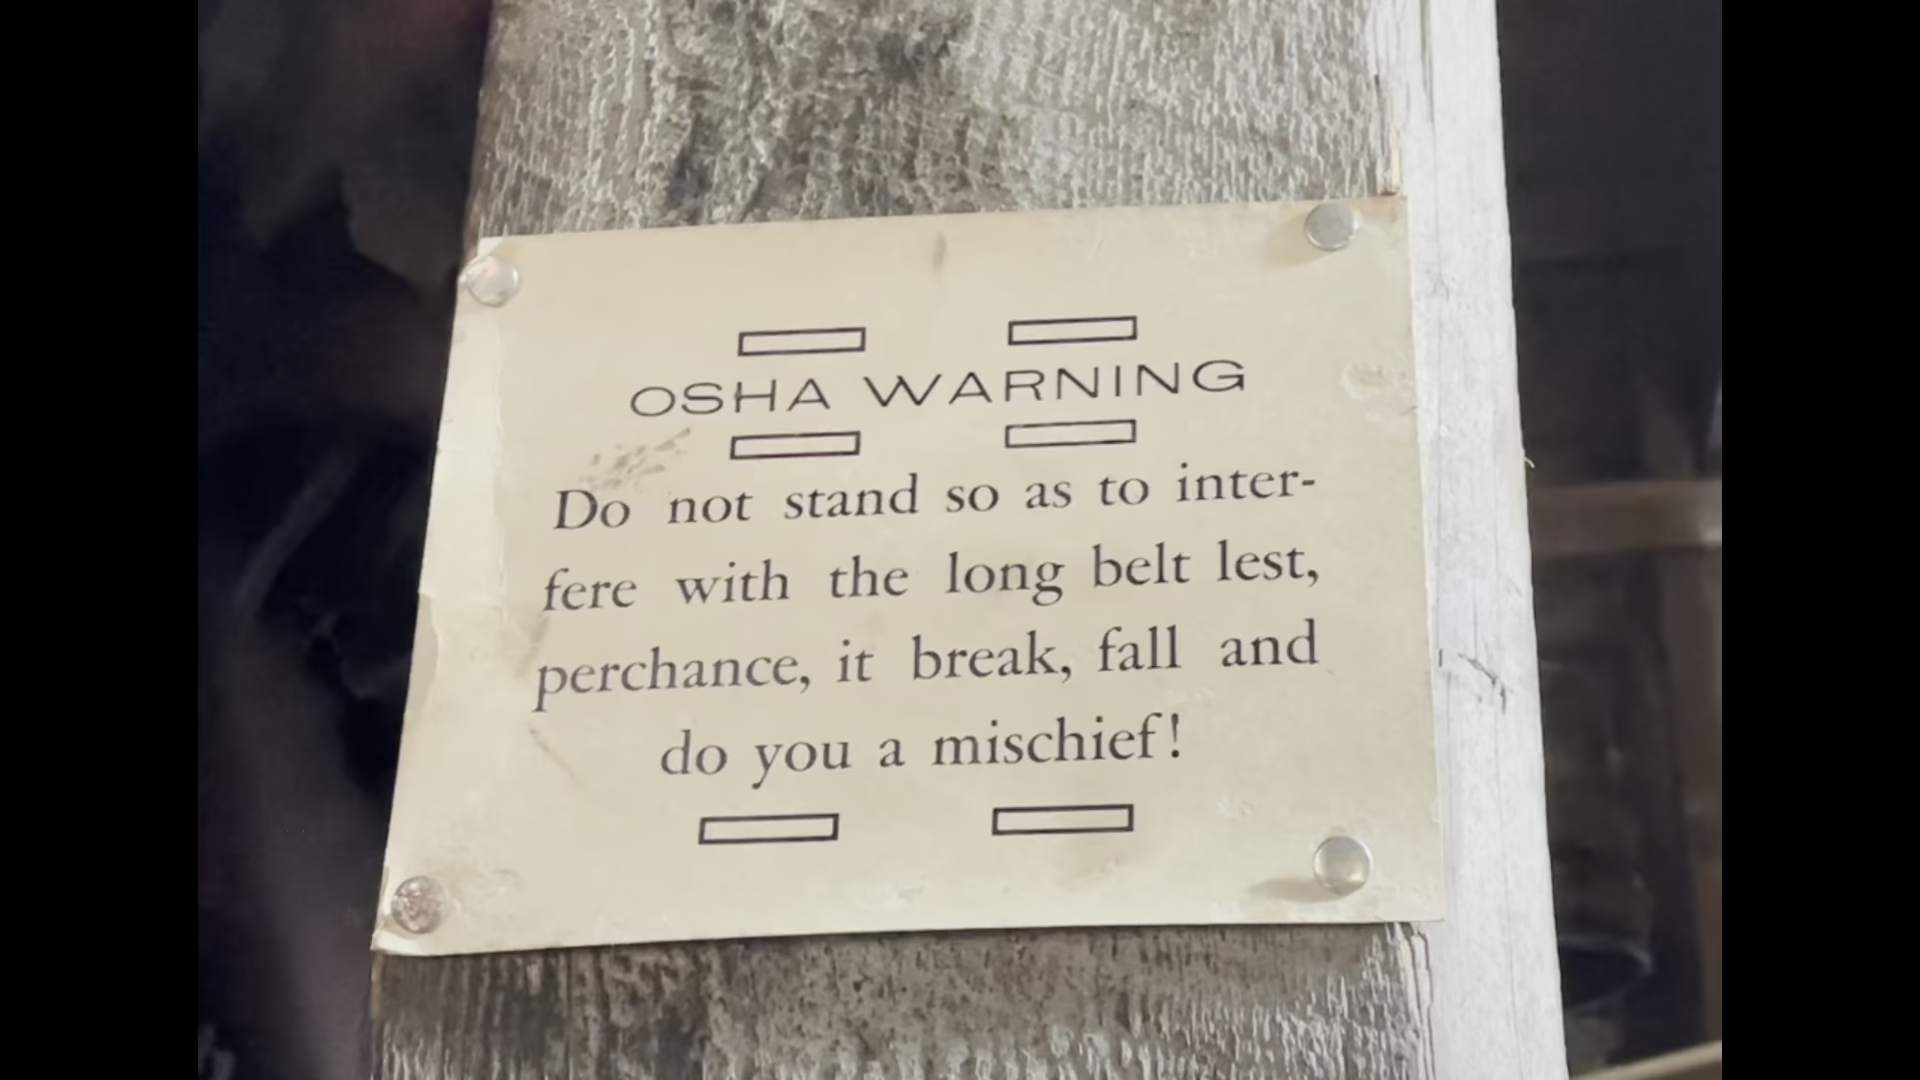 OSHA WARNING
Do not stand so as to inter-
fere with the long belt lest,
perchance, it break, fall and
do you a mischief!